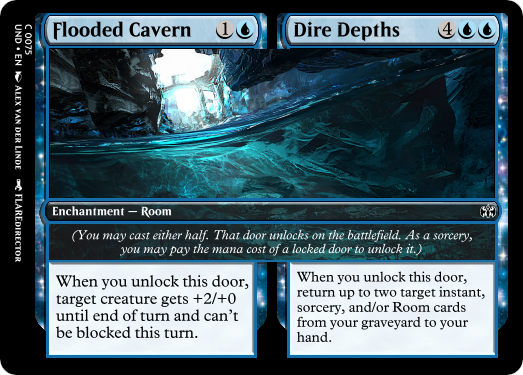 Flooded Cavern 1
Dire Depths 4
Enchantment — Room
(You may cast either half. That door unlocks on the battlefield. As a sorcery,
you may pay the mana cost of a locked door to unlock it.)
When you unlock this door,
target creature gets +2/+0
until end of turn and can't
be blocked this turn.
When you unlock this door,
return up to two target instant,
sorcery, and/or Room cards
from your graveyard to your
hand.
C 0075
UND • EN Alex van der Linde FLAREdirector